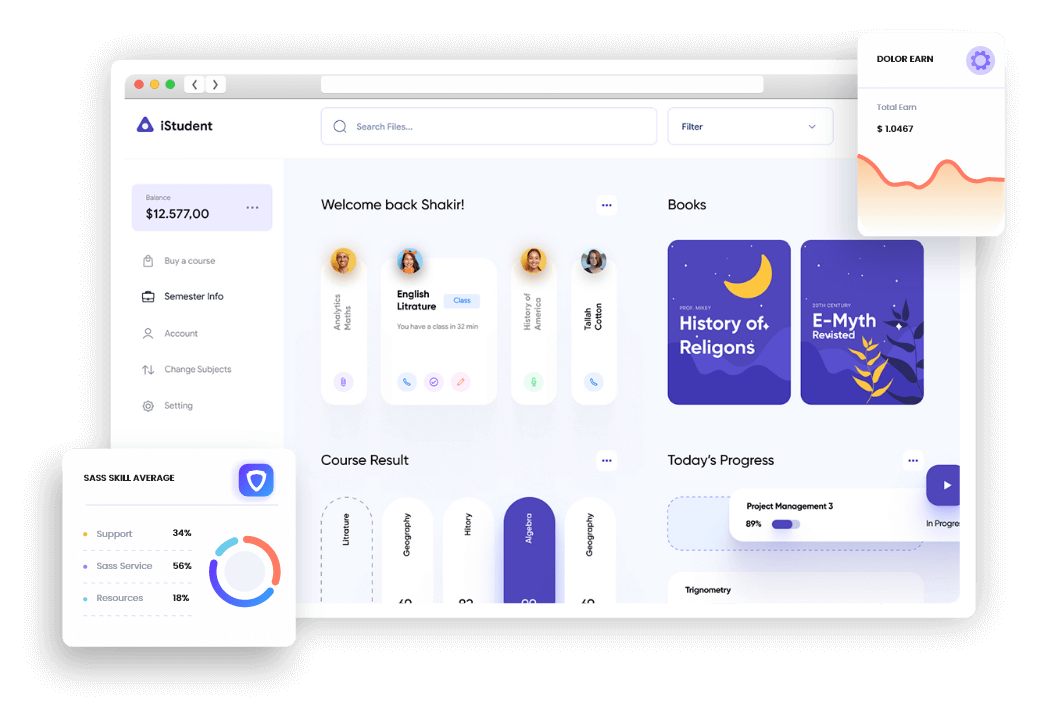 DOLOR EARN
Total Earn
$ 1.0467
iStudent
Search Files...
Filter
Balance
$12.577,00
Buy a course
Semester Info
Account
Change Subjects
Setting
Welcome back Shakir!
Analytics
Maths
English
Litrature
Class
You have a class in 32 min
History of
America
Tallah
Cotton
Books
PROF. MIKEY
History of
Religons
20TH CENTURY
E-Myth
Revisted
Course Result
Litrature
Geography
Hitory
Algebra
Geography
Today's Progress
Project Management 3
89%
In Progres
Trignometry
SASS SKILL AVERAGE
Support 34%
Sass Service 56%
Resources 18%